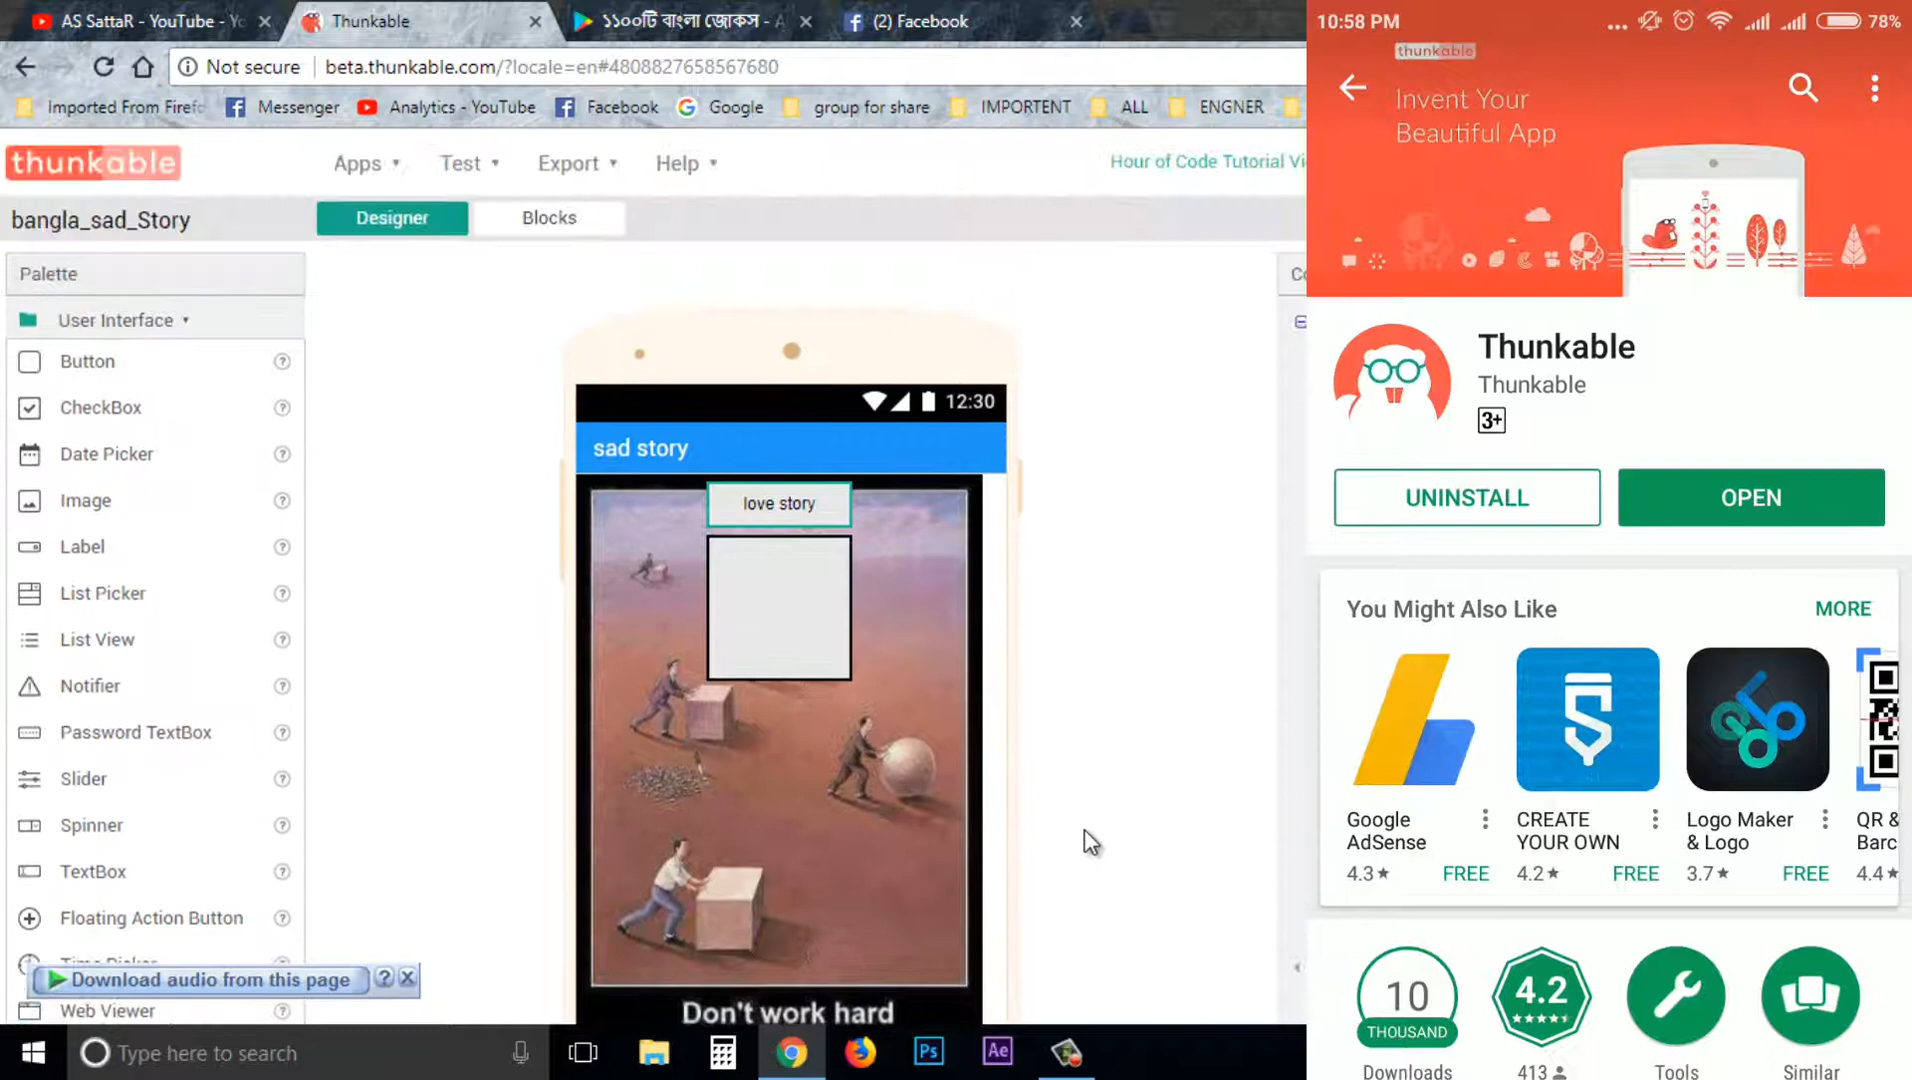 AS SattaR - YouTube - Yo
Thunkable
১১০০টি বাংলা জোকস - A
(2) Facebook
Not secure
beta.thunkable.com/?locale=en#4808827658567680
Imported From Firefo
Messenger
Analytics - YouTube
Facebook
Google
group for share
IMPORTENT
ALL
ENGNER
thunkable
Apps
Test
Export
Help
Hour of Code Tutorial Vi
bangla_sad_Story
Designer
Blocks
Palette
Co
User Interface
Button
CheckBox
Date Picker
Image
Label
List Picker
List View
Notifier
Password TextBox
Slider
Spinner
TextBox
Floating Action Button
Download audio from this page
Web Viewer
12:30
sad story
love story
Don't work hard
Type here to search
Ps
Ae
10:58 PM
78%
thunkable
Invent Your
Beautiful App
Thunkable
Thunkable
3+
UNINSTALL
OPEN
You Might Also Like
MORE
Google
AdSense
4.3★
FREE
CREATE
YOUR OWN
4.2★
FREE
Logo Maker
& Logo
3.7★
FREE
QR &
Barc
4.4★
10
THOUSAND
Downloads
4.2
413
Tools
Similar